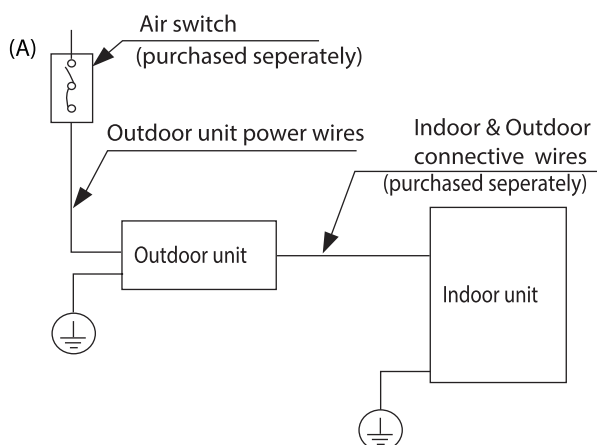 (A)
Air switch
(purchased seperately)
Outdoor unit power wires
Indoor & Outdoor
connective wires
(purchased seperately)
Outdoor unit
Indoor unit